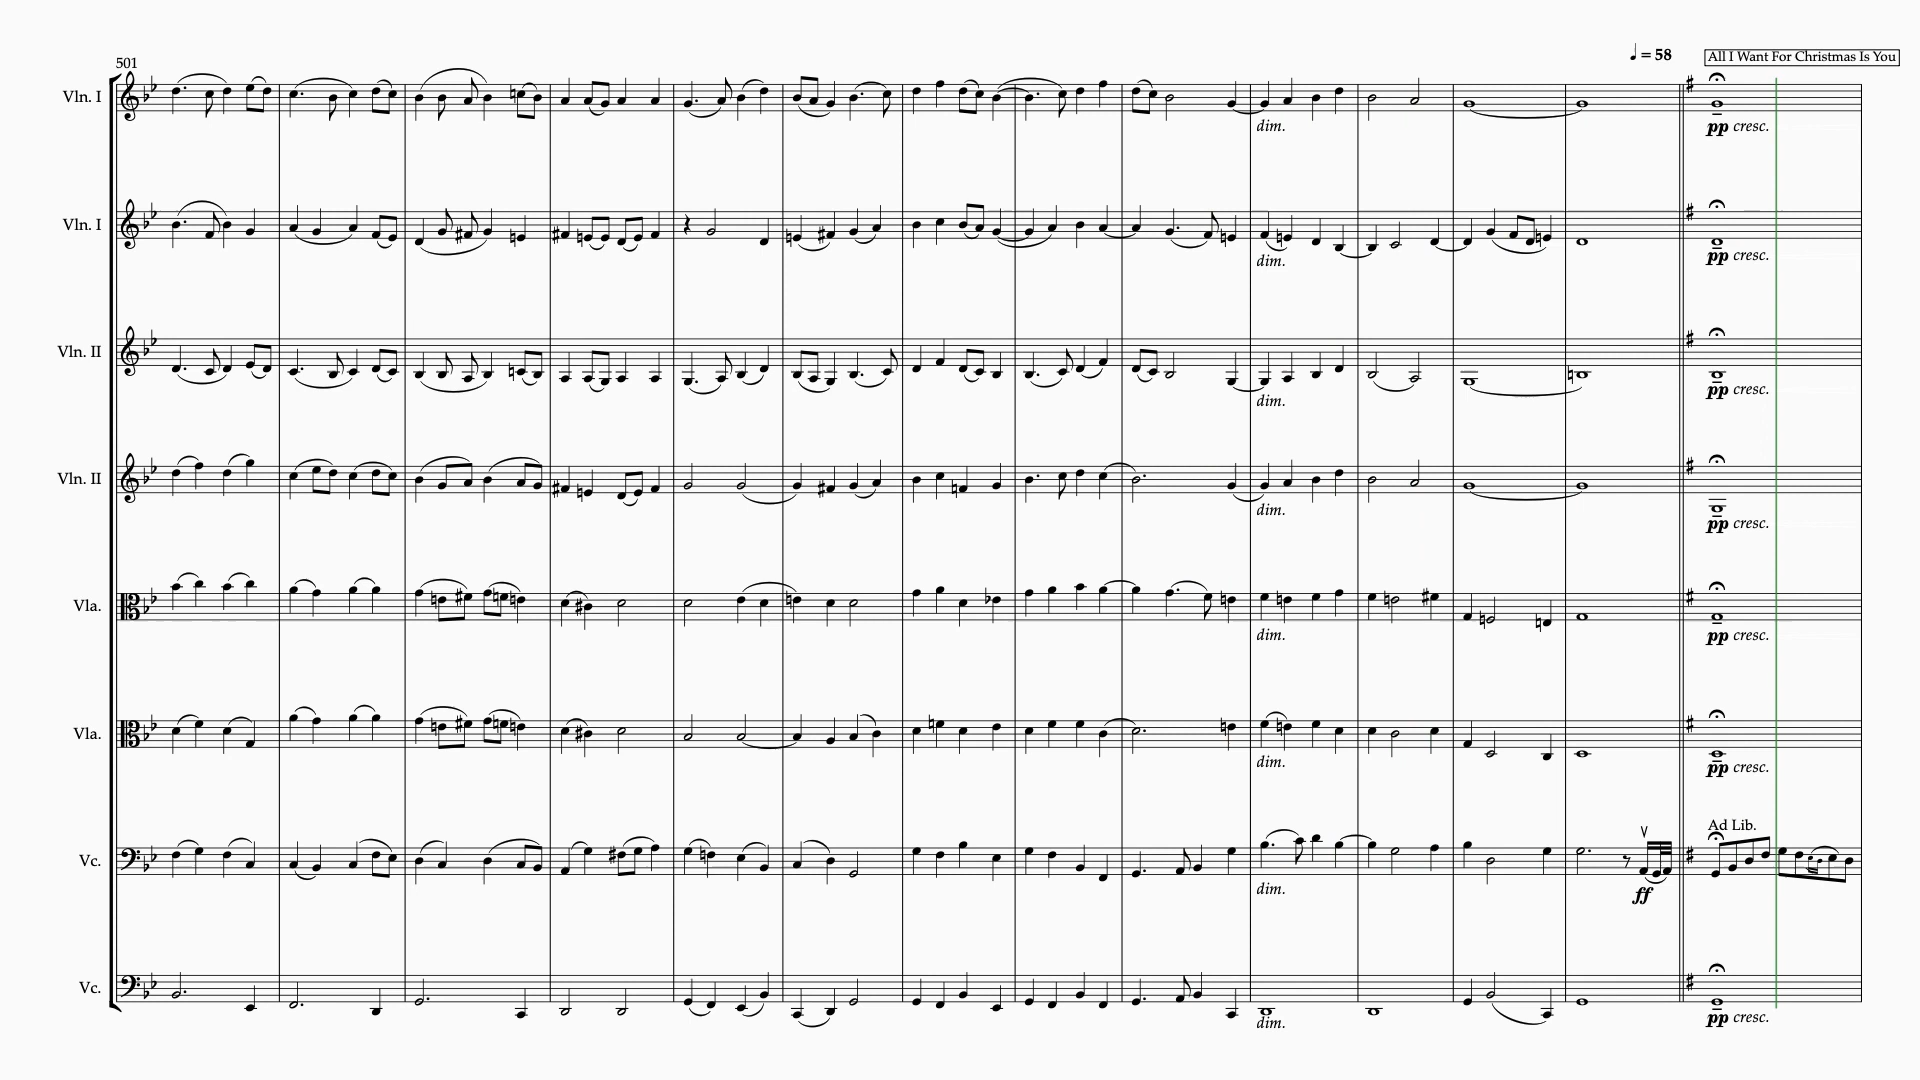 ♩ = 58
All I Want For Christmas Is You
501
Vln. I
dim.
pp cresc.
Vln. I
dim.
pp cresc.
Vln. II
dim.
pp cresc.
Vln. II
dim.
pp cresc.
Vla.
dim.
pp cresc.
Vla.
dim.
pp cresc.
Ad Lib.
Vc.
dim.
ff
Vc.
dim.
pp cresc.